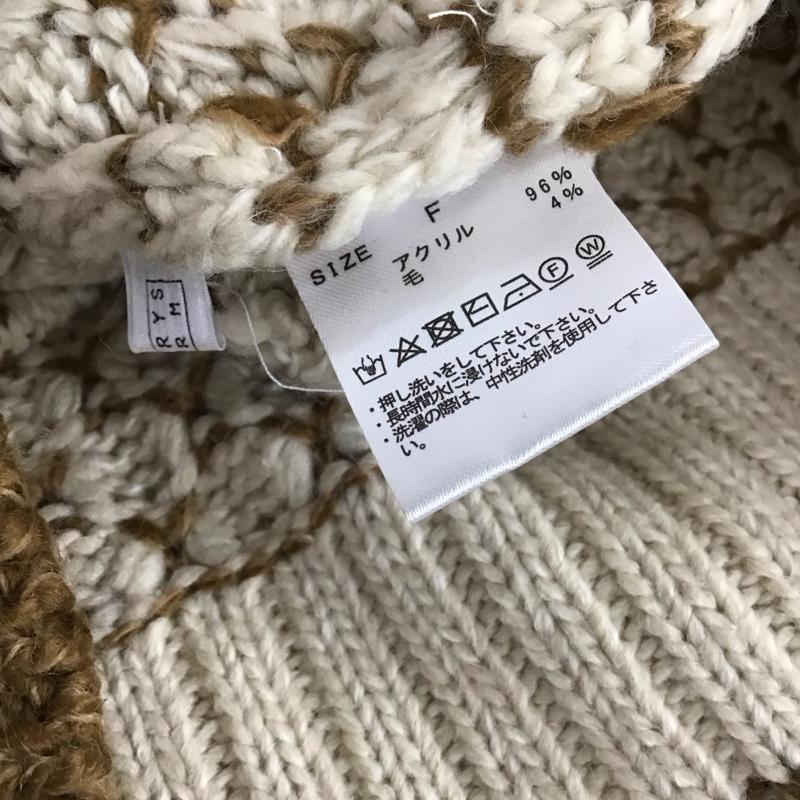 SIZE F
アクリル 96%
毛 4%
F W
・押し洗いをして下さい。
・長時間水に浸けないで下さい。
・洗濯の際は、中性洗剤を使用して下さ
い。
RYS
RM